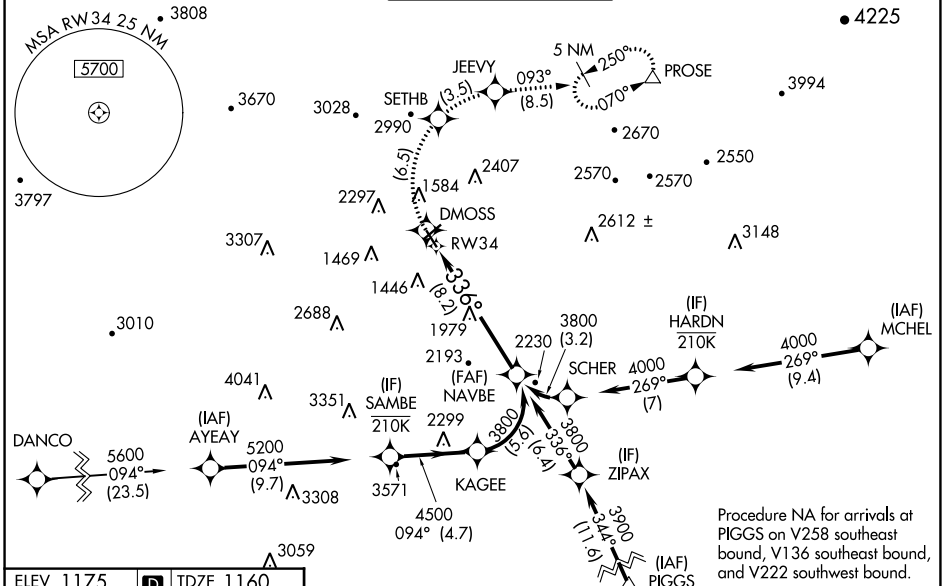 MSA RW34 25 NM
5700
3808
4225
3670
3797
3028
2990
SETHB
JEEVY
(3.5)
093°
(8.5)
5 NM
250°
070°
PROSE
3994
2670
2550
2570
2570
(6.5)
2407
1584
2297
DMOSS
RW34
2612 ±
3148
3307
1469
1446
336°
(8.2)
1979
2688
3010
2193
2230
3800
(3.2)
(FAF)
NAVBE
SCHER
4000
269°
(7)
(IF)
HARDN
210K
4000
269°
(9.4)
(IAF)
MCHEL
4041
3351
(IF)
SAMBE
210K
2299
3571
KAGEE
3800
(5.6)
3800
336°
(6.4)
(IF)
ZIPAX
DANCO
5600
094°
(23.5)
(IAF)
AYEAY
5200
094°
(9.7)
3308
4500
094° (4.7)
3059
3900
344°
(11.6)
(IAF)
PIGGS
Procedure NA for arrivals at
PIGGS on V258 southeast
bound, V136 southeast bound,
and V222 southwest bound.
ELEV 1175
D
TDZE 1160